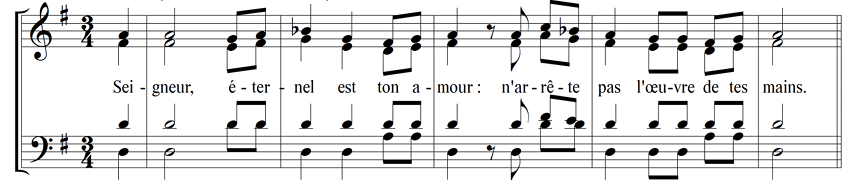 Sei - gneur, é - ter - nel est ton a - mour : n'ar - rê - te pas l'œu - vre de tes mains.